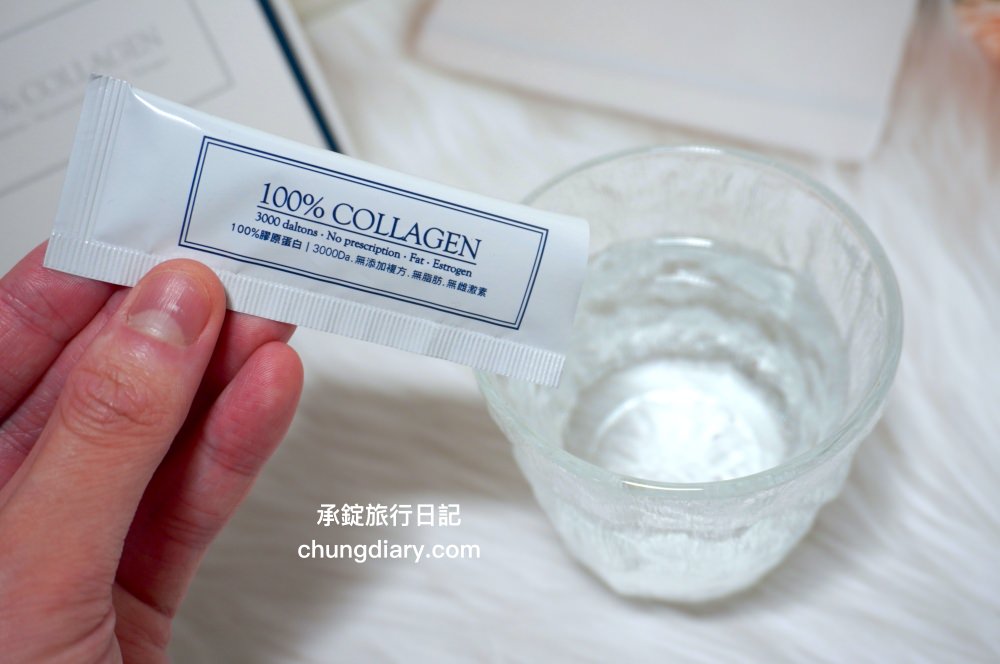 & COLLAGEN
100% COLLAGEN
3000 daltons · No prescription · Fat · Estrogen
100%膠原蛋白 | 3000Da. 無添加複方. 無脂肪. 無雌激素
承錠旅行日記
chungdiary.com